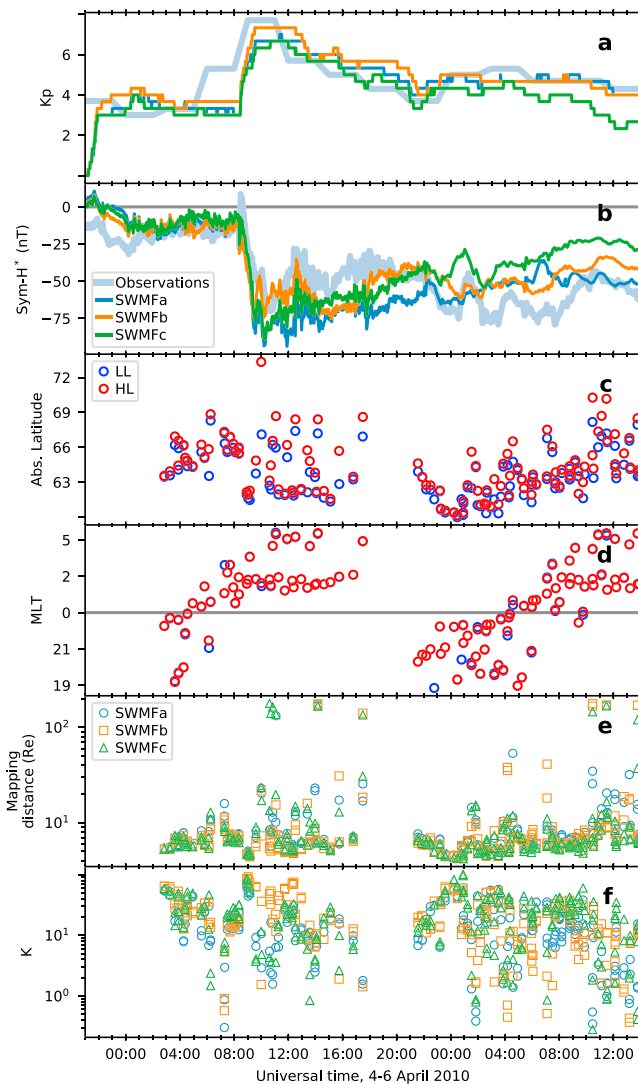 a
6
4
2
Kp
b
0
−25
−50
−75
Sym-H* (nT)
Observations
SWMFa
SWMFb
SWMFc
c
LL
HL
72
69
66
63
Abs. Latitude
d
5
2
0
21
19
MLT
e
SWMFa
SWMFb
SWMFc
10²
10¹
Mapping
distance (Re)
f
10¹
10⁰
K
00:00 04:00 08:00 12:00 16:00 20:00 00:00 04:00 08:00 12:00
Universal time, 4-6 April 2010